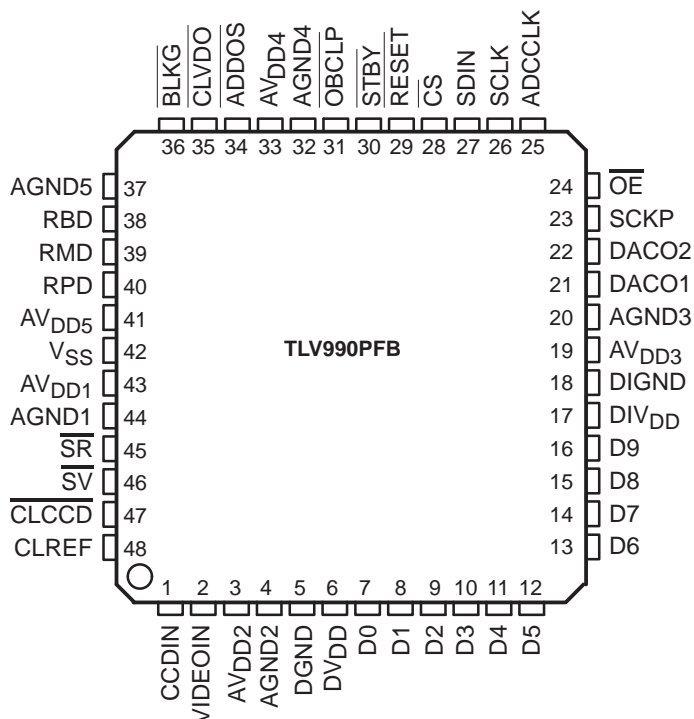 BLKG
CLVDO
ADDOS
AVDD4
AGND4
OBCLP
STBY
RESET
CS
SDIN
SCLK
ADCCLK
36 35 34 33 32 31 30 29 28 27 26 25
AGND5 37
RBD 38
RMD 39
RPD 40
AVDD5 41
VSS 42
AVDD1 43
AGND1 44
SR 45
SV 46
CLCCD 47
CLREF 48
TLV990PFB
24 OE
23 SCKP
22 DACO2
21 DACO1
20 AGND3
19 AVDD3
18 DIGND
17 DIVDD
16 D9
15 D8
14 D7
13 D6
1 2 3 4 5 6 7 8 9 10 11 12
CCDIN
VIDEOIN
AVDD2
AGND2
DGND
DVDD
D0
D1
D2
D3
D4
D5